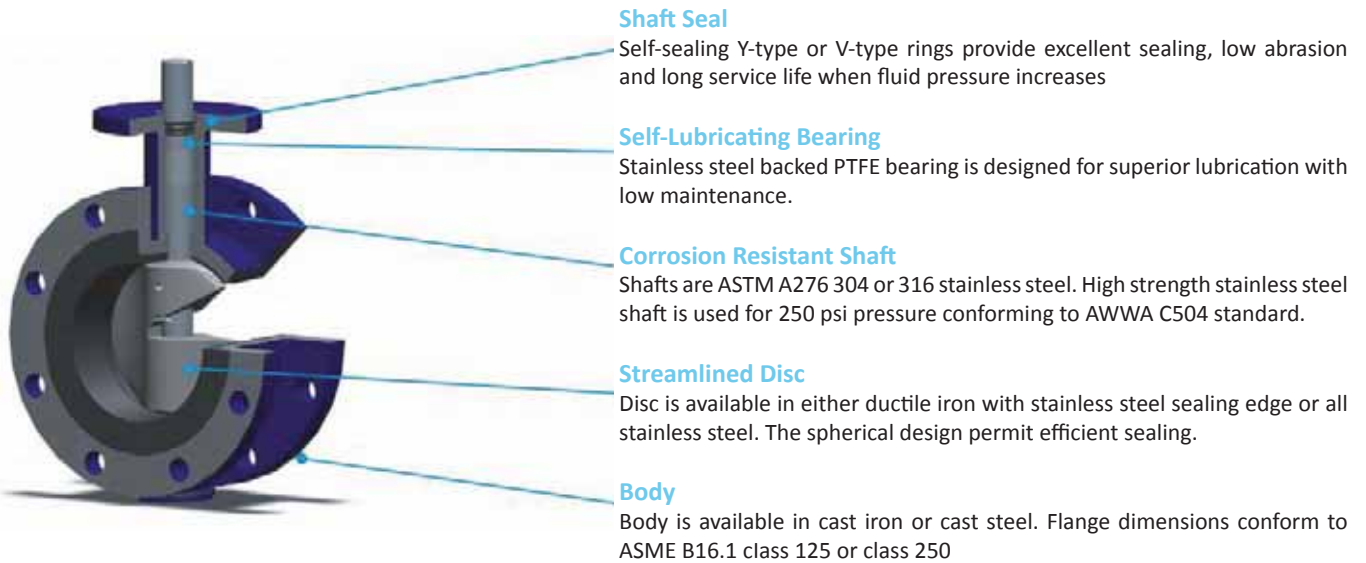 Shaft Seal
Self-sealing Y-type or V-type rings provide excellent sealing, low abrasion
and long service life when fluid pressure increases
Self-Lubricating Bearing
Stainless steel backed PTFE bearing is designed for superior lubrication with
low maintenance.
Corrosion Resistant Shaft
Shafts are ASTM A276 304 or 316 stainless steel. High strength stainless steel
shaft is used for 250 psi pressure conforming to AWWA C504 standard.
Streamlined Disc
Disc is available in either ductile iron with stainless steel sealing edge or all
stainless steel. The spherical design permit efficient sealing.
Body
Body is available in cast iron or cast steel. Flange dimensions conform to
ASME B16.1 class 125 or class 250